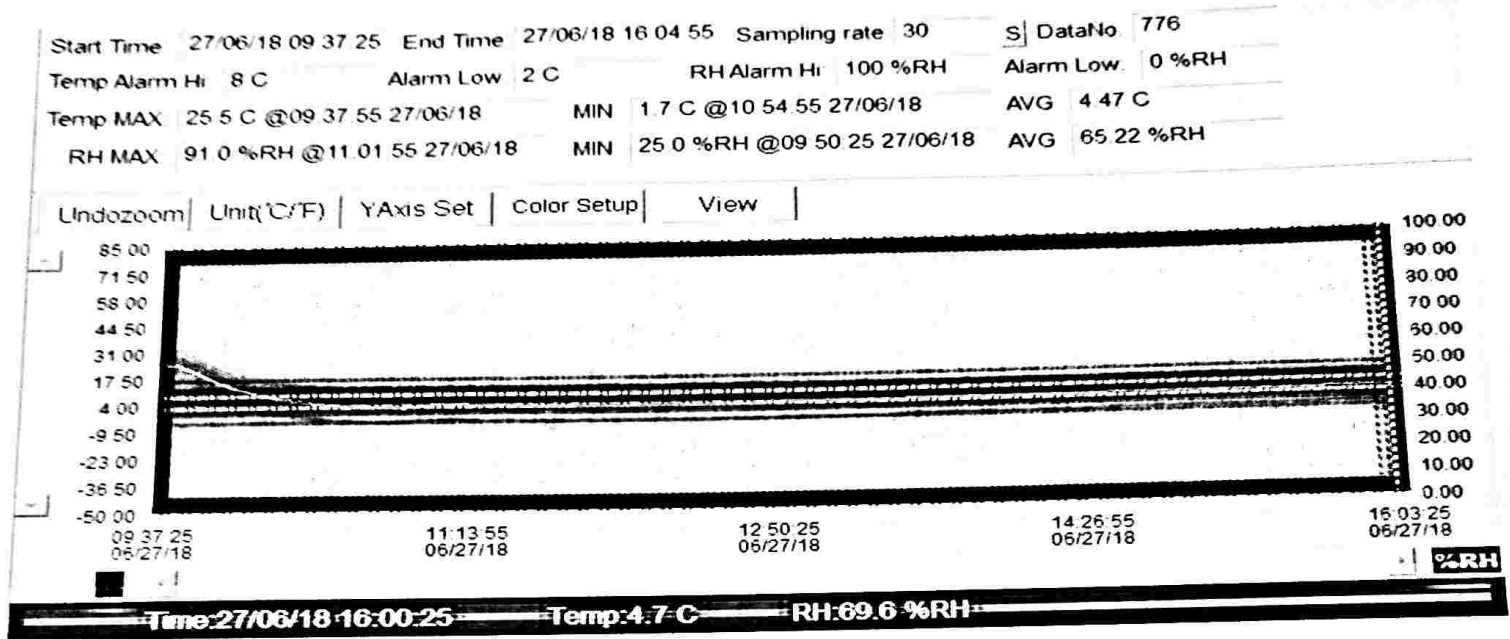 Start Time 27/06/18 09 37 25 End Time 27/06/18 16 04 55 Sampling rate 30 S DataNo 776
Temp Alarm Hi 8 C Alarm Low 2 C RH Alarm Hi 100 %RH Alarm Low. 0 %RH
Temp MAX 25 5 C @09 37 55 27/06/18 MIN 1.7 C @10 54 55 27/06/18 AVG 4.47 C
RH MAX 91 0 %RH @11 01 55 27/06/18 MIN 25 0 %RH @09 50 25 27/06/18 AVG 65 22 %RH
Undozoom Unit(°C/°F) YAxis Set Color Setup View
85 00 100 00
71 50 90 00
58 00 80.00
44 50 70 00
31 00 60.00
17 50 50 00
4 00 40 00
-9 50 30 00
-23 00 20.00
-36 50 10.00
-50 00 0.00
09 37 25 11:13:55 12:50:25 14:26:55 16:03:25
06/27/18 06/27/18 06/27/18 06/27/18 06/27/18
%RH
Time:27/06/18 16:00:25 Temp:4.7 C RH:69.6 %RH